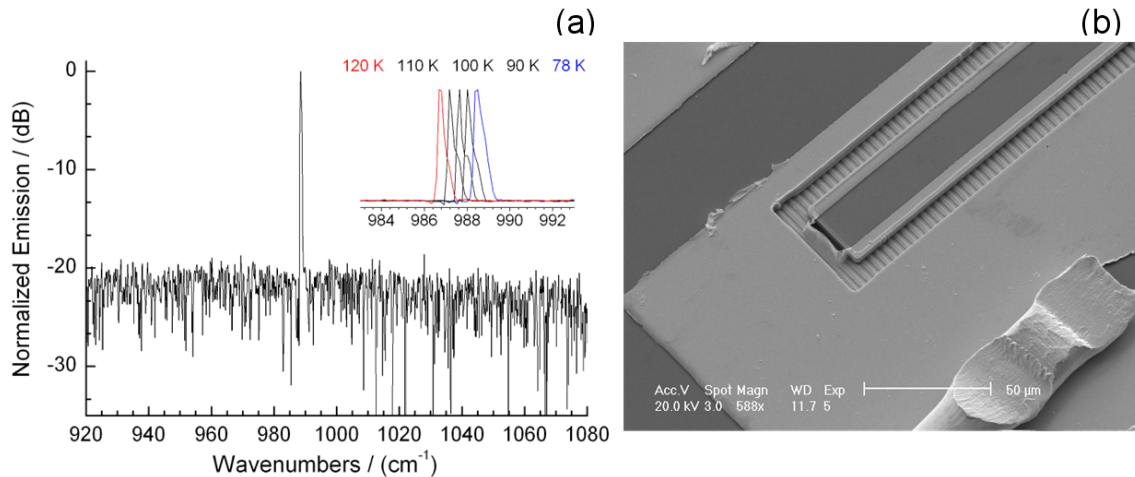 (a)
(b)
120 K 110 K 100 K 90 K 78 K
984 986 988 990 992
0
-10
-20
-30
Normalized Emission / (dB)
920 940 960 980 1000 1020 1040 1060 1080
Wavenumbers / (cm⁻¹)
Acc.V Spot Magn WD Exp
20.0 kV 3.0 588x 11.7 5
50 µm